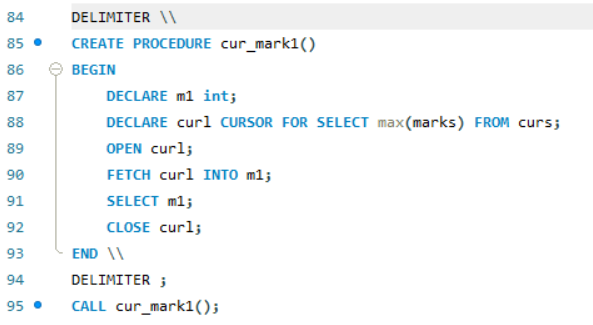 84 DELIMITER \\
85 CREATE PROCEDURE cur_mark1()
86 BEGIN
87 DECLARE m1 int;
88 DECLARE curl CURSOR FOR SELECT max(marks) FROM curs;
89 OPEN curl;
90 FETCH curl INTO m1;
91 SELECT m1;
92 CLOSE curl;
93 END \\
94 DELIMITER ;
95 CALL cur_mark1();